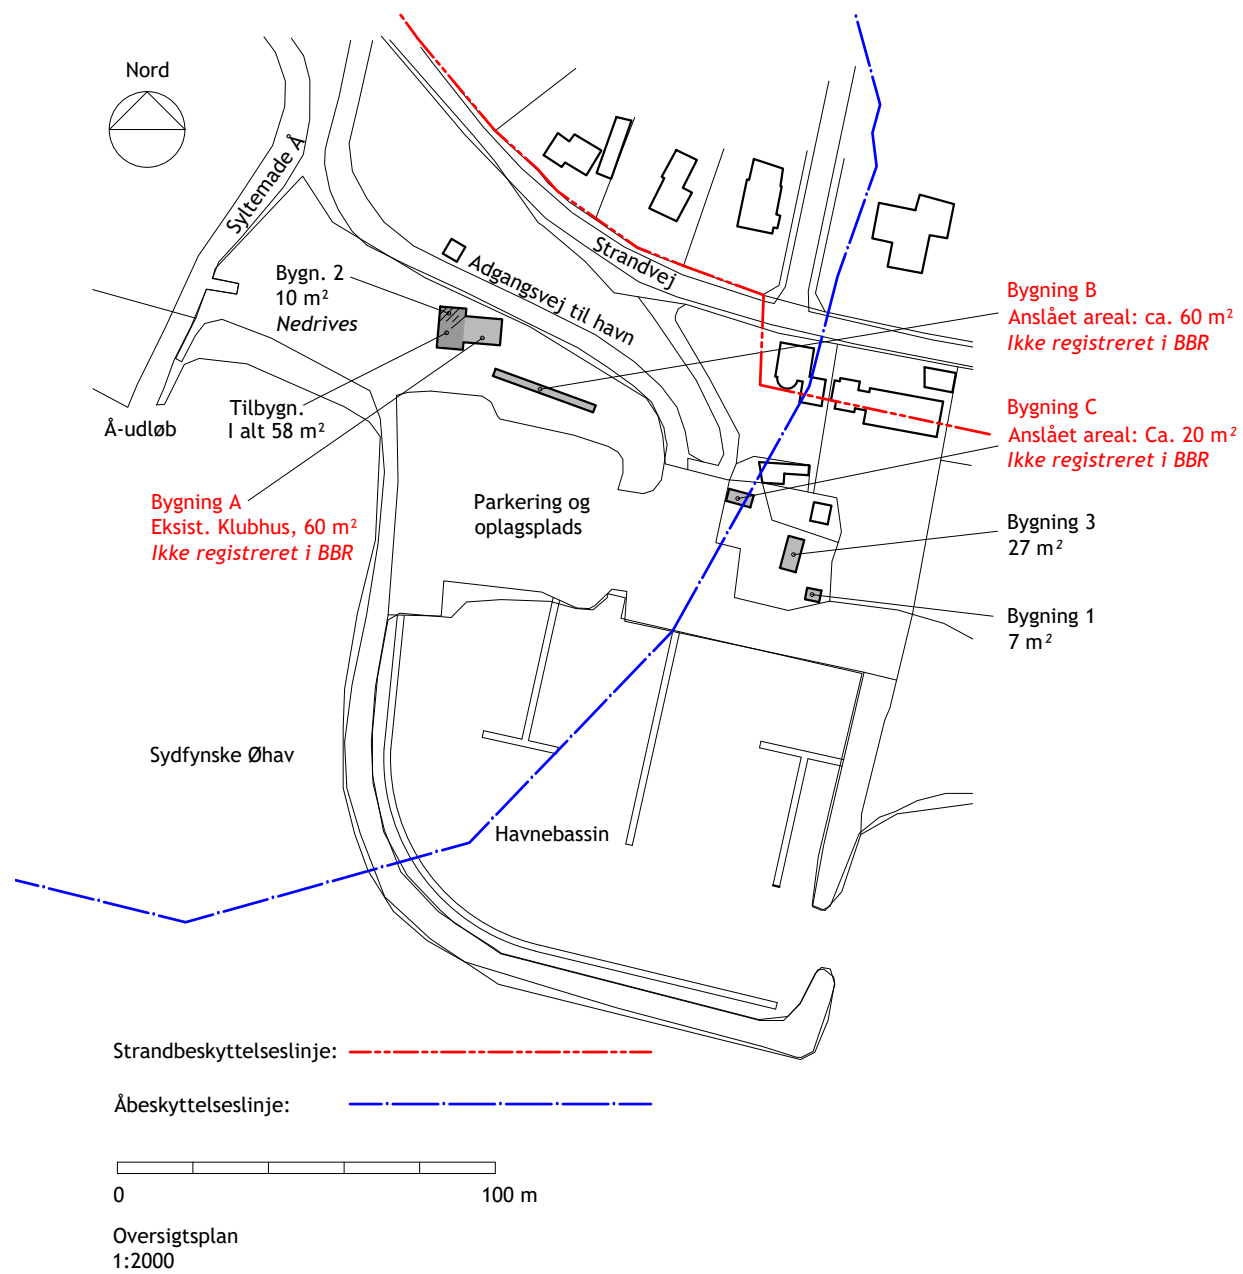 Nord
Syltemade Å
Strandvej
Adgangsvej til havn
Bygn. 2
10 m²
Nedrives
Tilbygn.
I alt 58 m²
Å-udløb
Bygning A
Eksist. Klubhus, 60 m²
Ikke registreret i BBR
Parkering og
oplagsplads
Bygning B
Anslået areal: ca. 60 m²
Ikke registreret i BBR
Bygning C
Anslået areal: Ca. 20 m²
Ikke registreret i BBR
Bygning 3
27 m²
Bygning 1
7 m²
Sydfynske Øhav
Havnebassin
Strandbeskyttelseslinje:
Åbeskyttelseslinje:
0 100 m
Oversigtsplan
1:2000